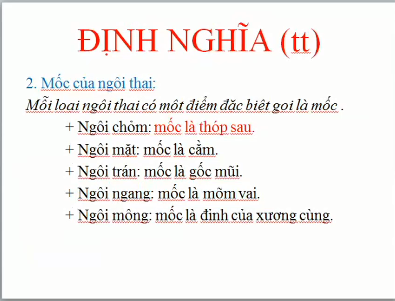 ĐỊNH NGHĨA (tt)
2. Mốc của ngôi thai:
Mỗi loại ngôi thai có một điểm đặc biệt gọi là mốc .
+ Ngôi chỏm: mốc là thóp sau.
+ Ngôi mặt: mốc là cằm.
+ Ngôi trán: mốc là gốc mũi.
+ Ngôi ngang: mốc là mõm vai.
+ Ngôi mông: mốc là đỉnh của xương cùng.